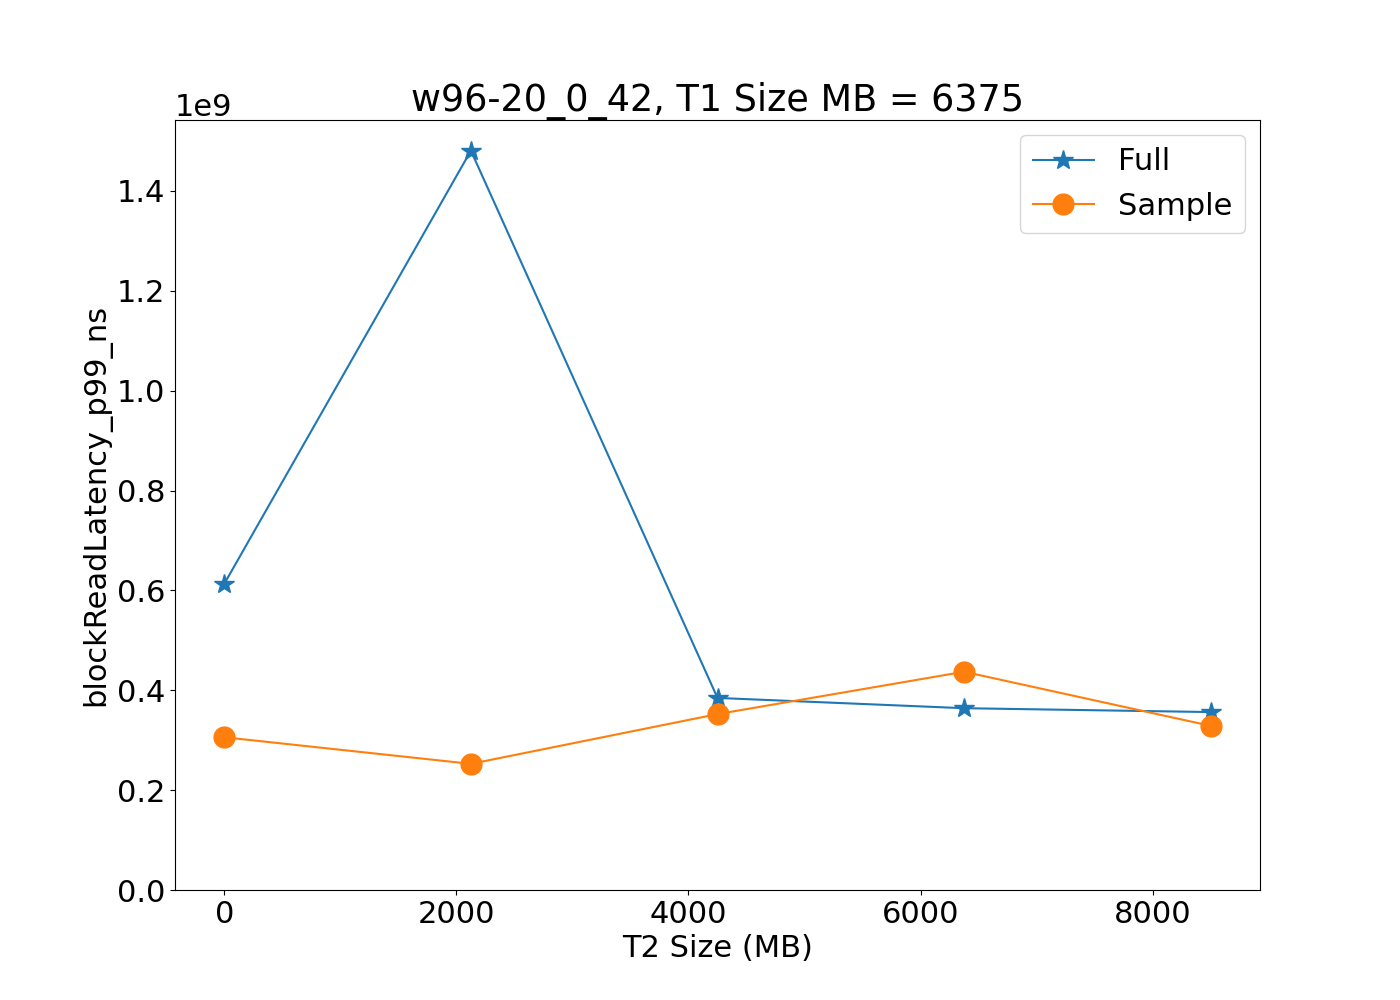 w96-20_0_42, T1 Size MB = 6375
1e9
Full
Sample
1.4
1.2
1.0
0.8
0.6
0.4
0.2
0.0
blockReadLatency_p99_ns
0 2000 4000 6000 8000
T2 Size (MB)